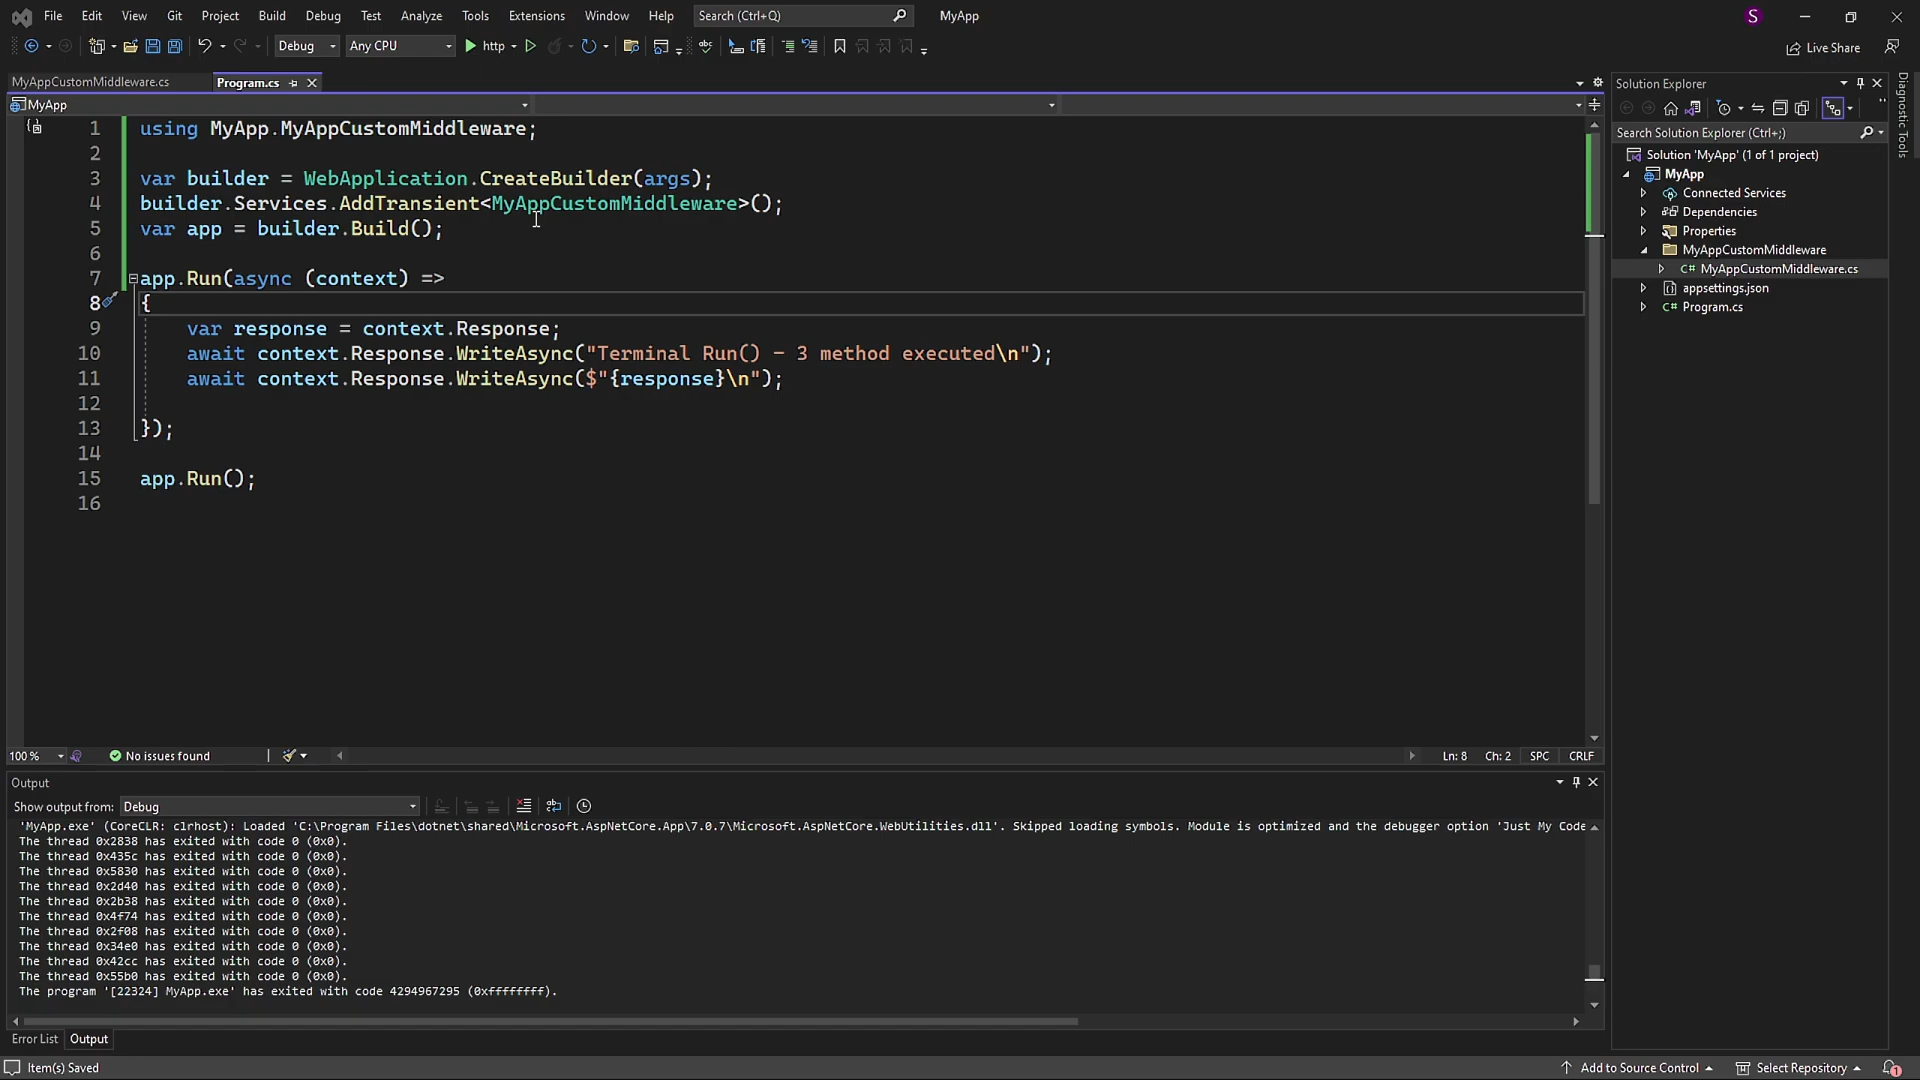 File Edit View Git Project Build Debug Test Analyze Tools Extensions Window Help Search (Ctrl+Q) MyApp S
Debug Any CPU http Live Share
MyAppCustomMiddleware.cs Program.cs
MyApp
1 using MyApp.MyAppCustomMiddleware;
2
3 var builder = WebApplication.CreateBuilder(args);
4 builder.Services.AddTransient<MyAppCustomMiddleware>();
5 var app = builder.Build();
6
7 app.Run(async (context) =>
8 {
9 var response = context.Response;
10 await context.Response.WriteAsync("Terminal Run() - 3 method executed\n");
11 await context.Response.WriteAsync($"{response}\n");
12
13 });
14
15 app.Run();
16
100 % No issues found Ln: 8 Ch: 2 SPC CRLF
Output
Show output from: Debug
'MyApp.exe' (CoreCLR: clrhost): Loaded 'C:\Program Files\dotnet\shared\Microsoft.AspNetCore.App\7.0.7\Microsoft.AspNetCore.WebUtilities.dll'. Skipped loading symbols. Module is optimized and the debugger option 'Just My Code
The thread 0x2838 has exited with code 0 (0x0).
The thread 0x435c has exited with code 0 (0x0).
The thread 0x5830 has exited with code 0 (0x0).
The thread 0x2d40 has exited with code 0 (0x0).
The thread 0x2b38 has exited with code 0 (0x0).
The thread 0x4f74 has exited with code 0 (0x0).
The thread 0x2f08 has exited with code 0 (0x0).
The thread 0x34e0 has exited with code 0 (0x0).
The thread 0x42cc has exited with code 0 (0x0).
The thread 0x55b0 has exited with code 0 (0x0).
The program '[22324] MyApp.exe' has exited with code 4294967295 (0xffffffff).
Error List Output
Item(s) Saved Add to Source Control Select Repository 1
Solution Explorer
Search Solution Explorer (Ctrl+;)
Solution 'MyApp' (1 of 1 project)
MyApp
Connected Services
Dependencies
Properties
MyAppCustomMiddleware
C# MyAppCustomMiddleware.cs
appsettings.json
C# Program.cs
Diagnostic Tools